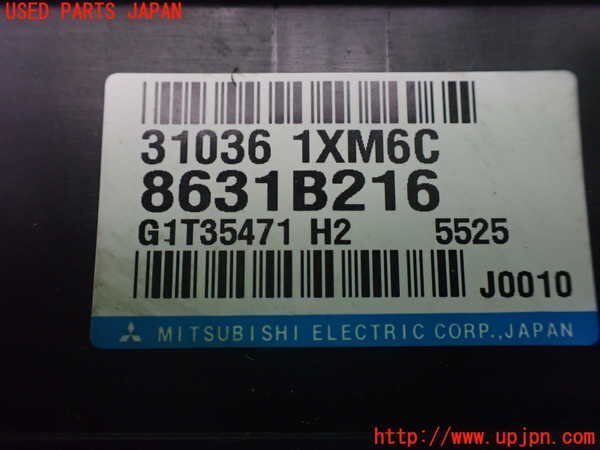 USED PARTS JAPAN
31036 1XM6C
8631B216
G1T35471 H2 5525
J0010
MITSUBISHI ELECTRIC CORP., JAPAN
http://www.upjpn.com/